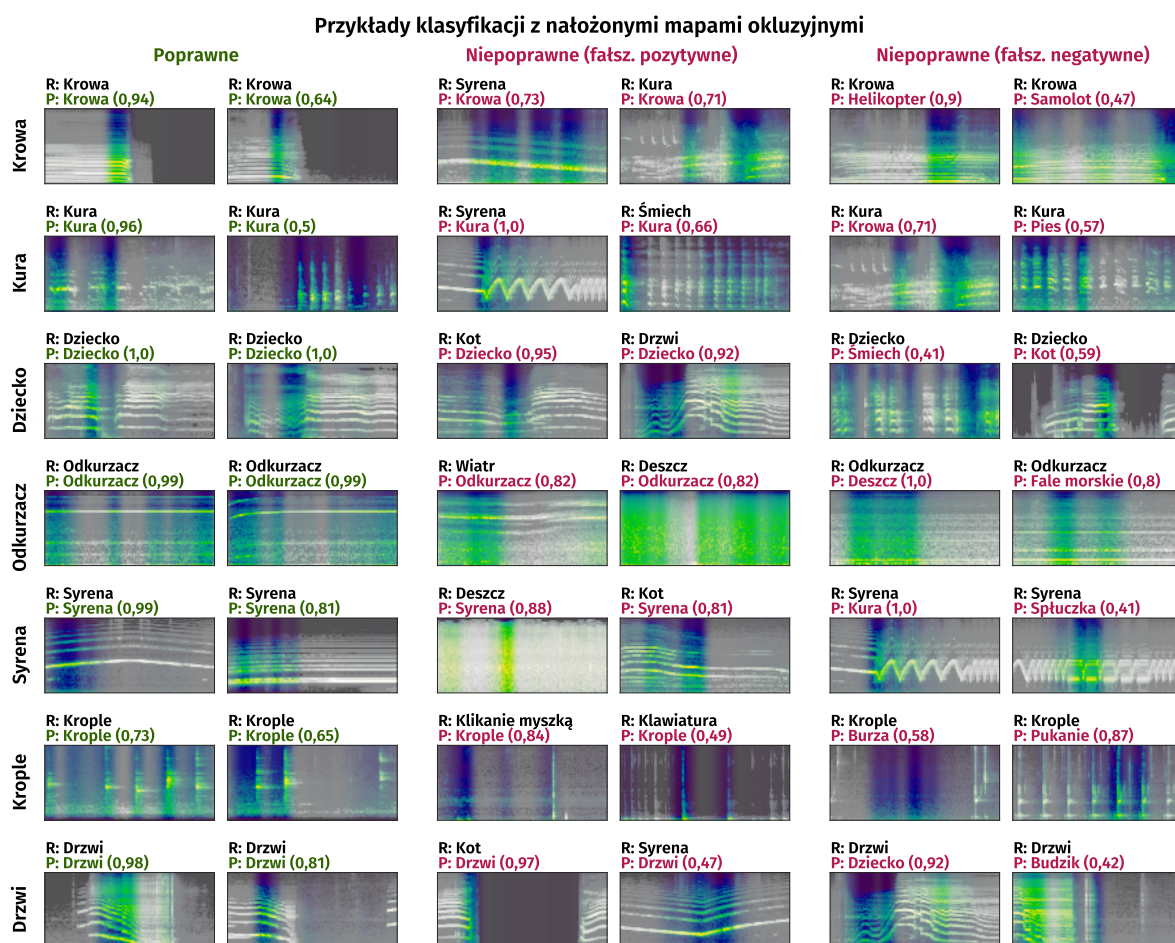 Przykłady klasyfikacji z nałożonymi mapami okluzyjnymi
Poprawne
Niepoprawne (fałsz. pozytywne)
Niepoprawne (fałsz. negatywne)
Krowa
R: Krowa
P: Krowa (0,94)
R: Krowa
P: Krowa (0,64)
R: Syrena
P: Krowa (0,73)
R: Kura
P: Krowa (0,71)
R: Krowa
P: Helikopter (0,9)
R: Krowa
P: Samolot (0,47)
Kura
R: Kura
P: Kura (0,96)
R: Kura
P: Kura (0,5)
R: Syrena
P: Kura (1,0)
R: Śmiech
P: Kura (0,66)
R: Kura
P: Krowa (0,71)
R: Kura
P: Pies (0,57)
Dziecko
R: Dziecko
P: Dziecko (1,0)
R: Dziecko
P: Dziecko (1,0)
R: Kot
P: Dziecko (0,95)
R: Drzwi
P: Dziecko (0,92)
R: Dziecko
P: Śmiech (0,41)
R: Dziecko
P: Kot (0,59)
Odkurzacz
R: Odkurzacz
P: Odkurzacz (0,99)
R: Odkurzacz
P: Odkurzacz (0,99)
R: Wiatr
P: Odkurzacz (0,82)
R: Deszcz
P: Odkurzacz (0,82)
R: Odkurzacz
P: Deszcz (1,0)
R: Odkurzacz
P: Fale morskie (0,8)
Syrena
R: Syrena
P: Syrena (0,99)
R: Syrena
P: Syrena (0,81)
R: Deszcz
P: Syrena (0,88)
R: Kot
P: Syrena (0,81)
R: Syrena
P: Kura (1,0)
R: Syrena
P: Spłuczka (0,41)
Krople
R: Krople
P: Krople (0,73)
R: Krople
P: Krople (0,65)
R: Klikanie myszką
P: Krople (0,84)
R: Klawiatura
P: Krople (0,49)
R: Krople
P: Burza (0,58)
R: Krople
P: Pukanie (0,87)
Drzwi
R: Drzwi
P: Drzwi (0,98)
R: Drzwi
P: Drzwi (0,81)
R: Kot
P: Drzwi (0,97)
R: Syrena
P: Drzwi (0,47)
R: Drzwi
P: Dziecko (0,92)
R: Drzwi
P: Budzik (0,42)